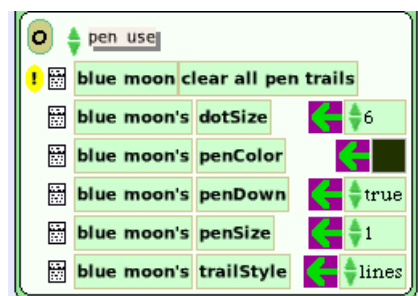 O pen use
! blue moon clear all pen trails
blue moon's dotSize 6
blue moon's penColor
blue moon's penDown true
blue moon's penSize 1
blue moon's trailStyle lines